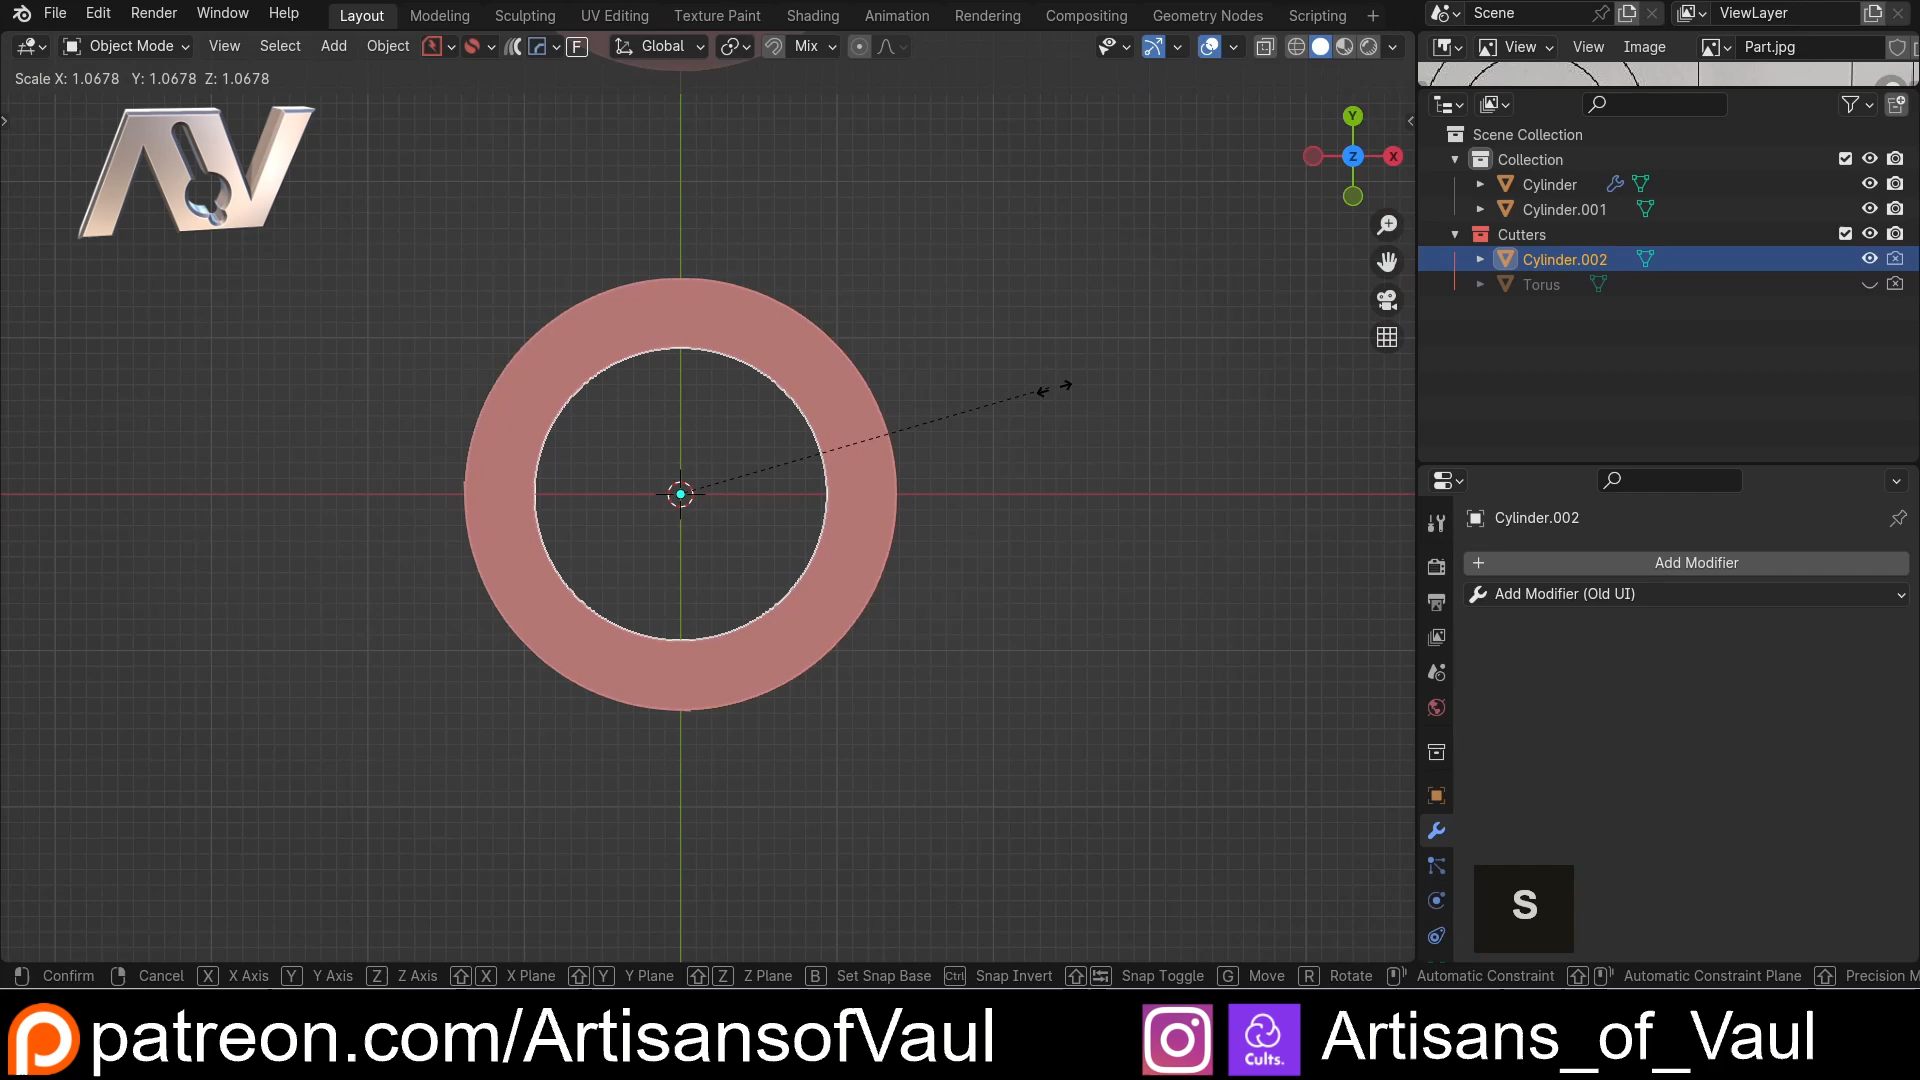 File Edit Render Window Help Layout Modeling Sculpting UV Editing Texture Paint Shading Animation Rendering Compositing Geometry Nodes Scripting + Scene ViewLayer
Object Mode View Select Add Object F Global Mix View View Image Part.jpg
Scale X: 1.0678 Y: 1.0678 Z: 1.0678
AV
Y
Z X
Scene Collection
Collection
Cylinder
Cylinder.001
Cutters
Cylinder.002
Torus
Cylinder.002
+ Add Modifier
Add Modifier (Old UI)
S
Confirm Cancel X X Axis Y Y Axis Z Z Axis X X Plane Y Y Plane Z Z Plane B Set Snap Base Ctrl Snap Invert Snap Toggle G Move R Rotate Automatic Constraint Automatic Constraint Plane Precision M
patreon.com/ArtisansofVaul Cults. Artisans_of_Vaul